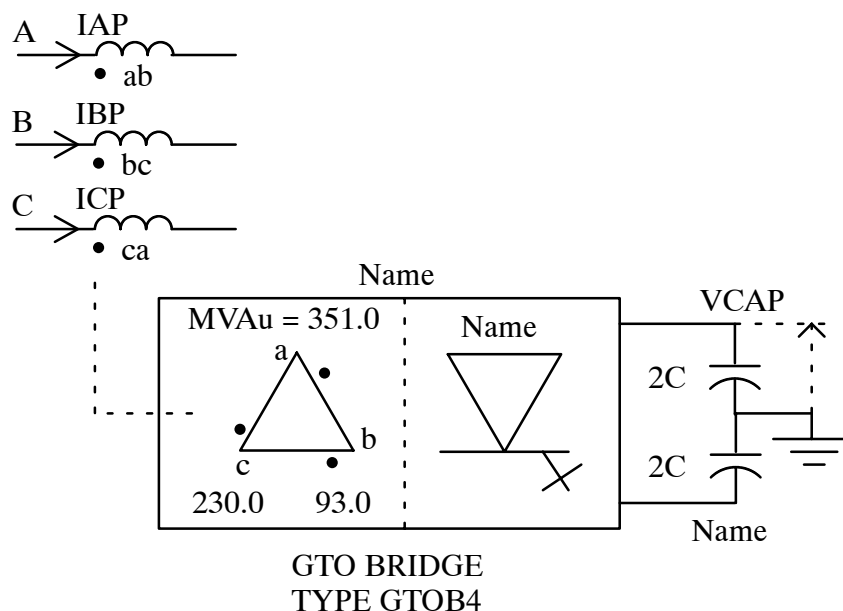 A
IAP
ab
B
IBP
bc
C
ICP
ca
Name
VCAP
MVAu = 351.0
Name
a
2C
b
c
2C
230.0 93.0
Name
GTO BRIDGE
TYPE GTOB4